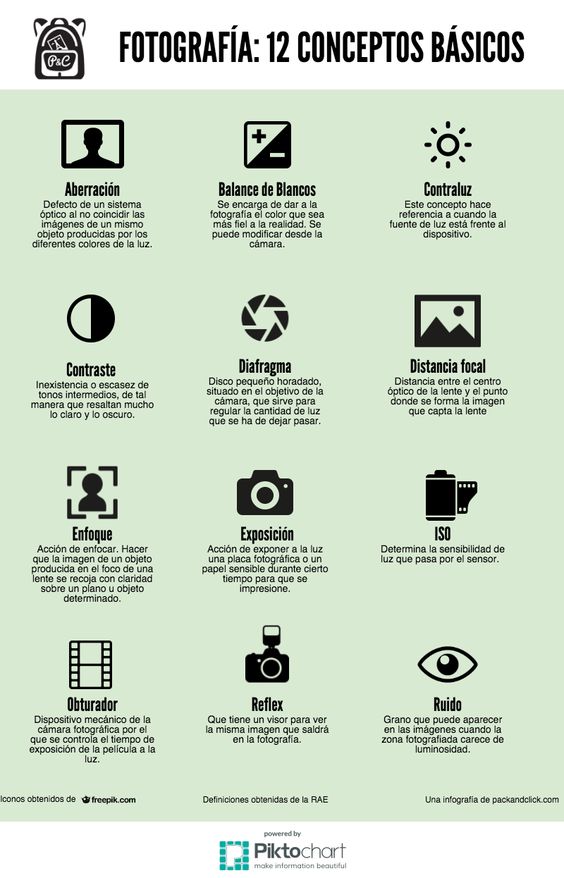 P&C
FOTOGRAFÍA: 12 CONCEPTOS BÁSICOS
Aberración
Defecto de un sistema
óptico al no coincidir las
imágenes de un mismo
objeto producidas por los
diferentes colores de la luz.
Balance de Blancos
Se encarga de dar a la
fotografía el color que sea
más fiel a la realidad. Se
puede modificar desde la
cámara.
Contraluz
Este concepto hace
referencia a cuando la
fuente de luz está frente al
dispositivo.
Contraste
Inexistencia o escasez de
tonos intermedios, de tal
manera que resaltan mucho
lo claro y lo oscuro.
Diafragma
Disco pequeño horadado,
situado en el objetivo de la
cámara, que sirve para
regular la cantidad de luz
que se ha de dejar pasar.
Distancia focal
Distancia entre el centro
óptico de la lente y el punto
donde se forma la imagen
que capta la lente
Enfoque
Acción de enfocar. Hacer
que la imagen de un objeto
producida en el foco de una
lente se recoja con claridad
sobre un plano u objeto
determinado.
Exposición
Acción de exponer a la luz
una placa fotográfica o un
papel sensible durante cierto
tiempo para que se
impresione.
ISO
Determina la sensibilidad de
luz que pasa por el sensor.
Obturador
Dispositivo mecánico de la
cámara fotográfica por el
que se controla el tiempo de
exposición de la película a la
luz.
Reflex
Que tiene un visor para ver
la misma imagen que saldrá
en la fotografía.
Ruido
Grano que puede aparecer
en las imágenes cuando la
zona fotografiada carece de
luminosidad.
Iconos obtenidos de freepik.com
Definiciones obtenidas de la RAE
Una infografía de packandclick.com
powered by
Piktochart
make information beautiful